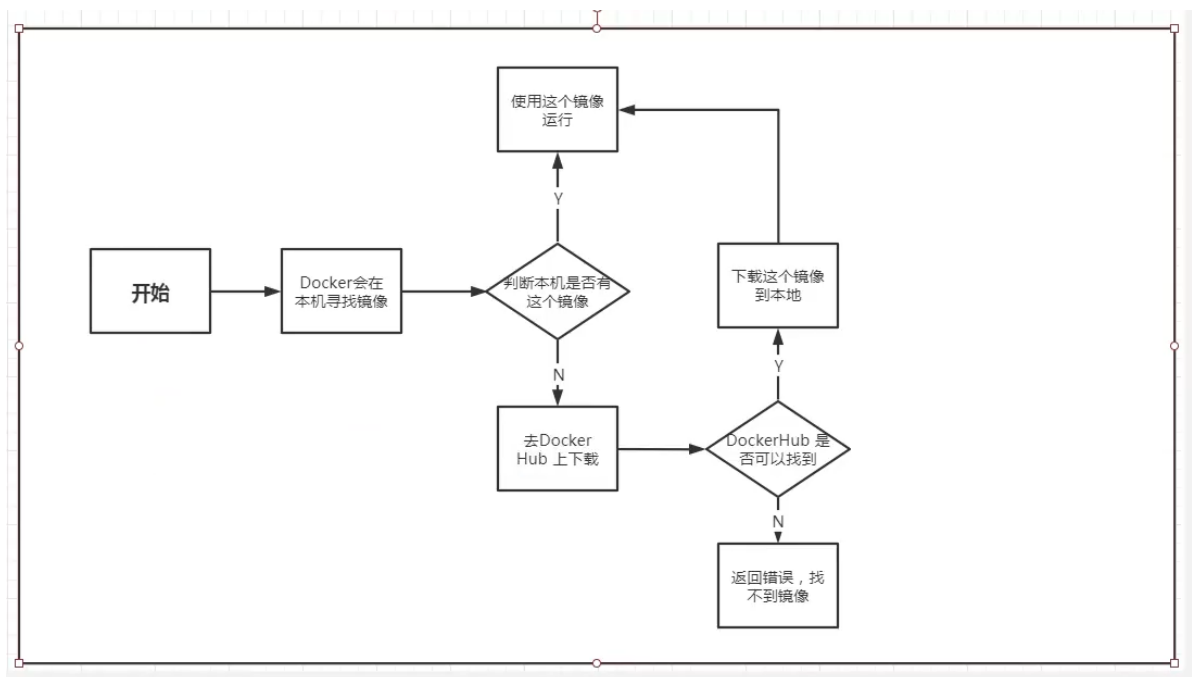 使用这个镜像
运行
Y
开始
Docker会在
本机寻找镜像
判断本机是否有
这个镜像
下载这个镜像
到本地
N
Y
去Docker
Hub 上下载
DockerHub 是
否可以找到
N
返回错误，找
不到镜像